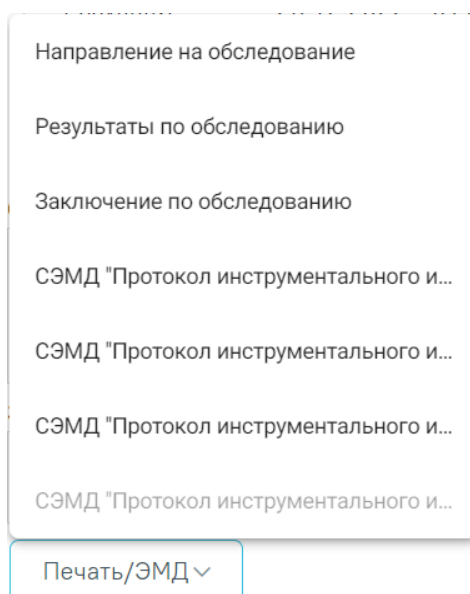 Направление на обследование
Результаты по обследованию
Заключение по обследованию
СЭМД "Протокол инструментального и...
СЭМД "Протокол инструментального и...
СЭМД "Протокол инструментального и...
СЭМД "Протокол инструментального и...
Печать/ЭМД